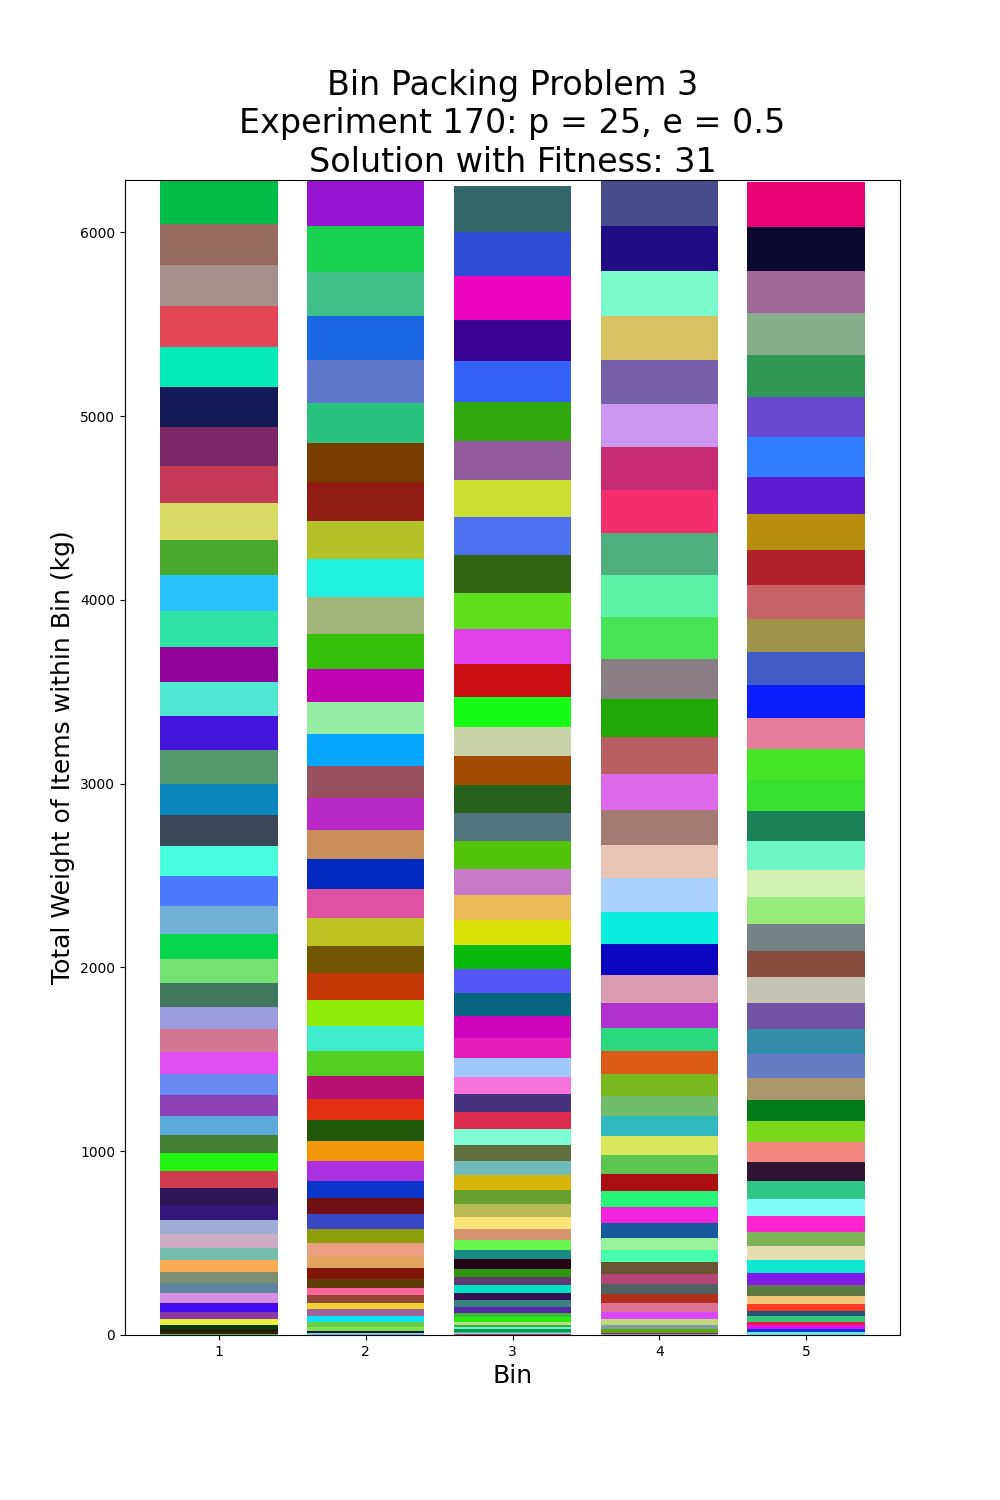 Bin Packing Problem 3
Experiment 170: p = 25, e = 0.5
Solution with Fitness: 31
Total Weight of Items within Bin (kg)
6000
5000
4000
3000
2000
1000
0
1 2 3 4 5
Bin